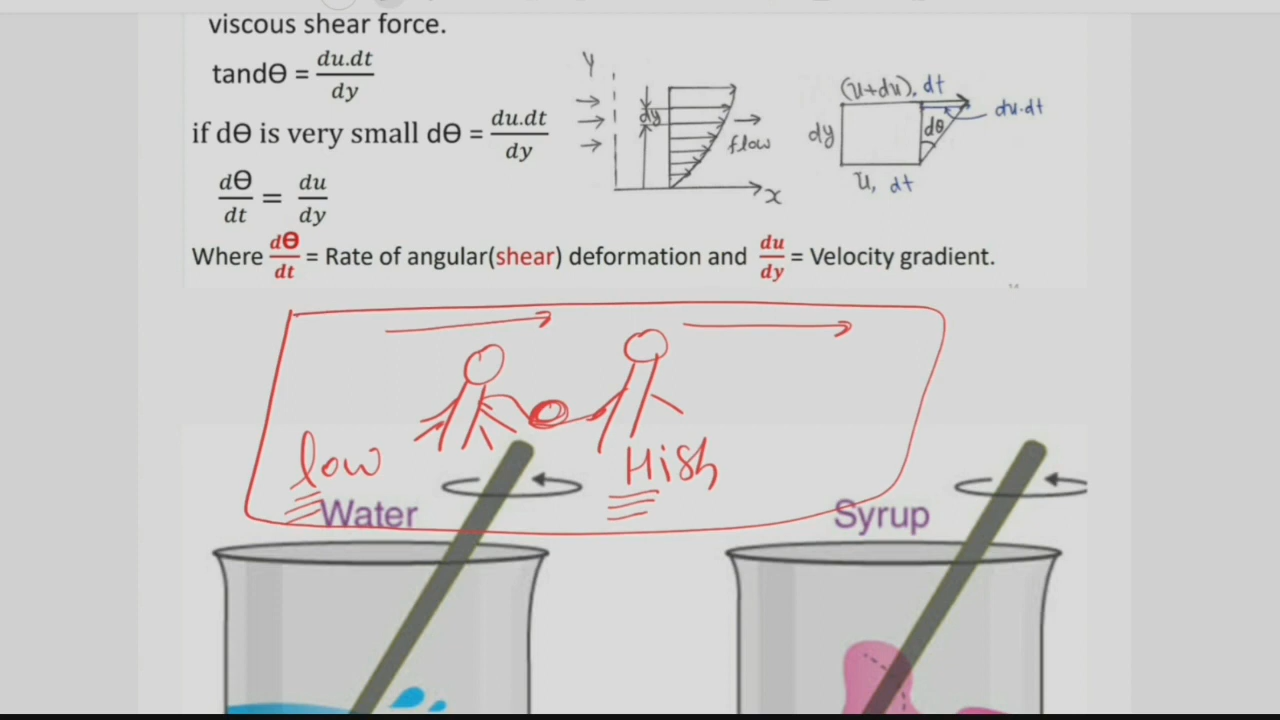 viscous shear force.
tandθ = du.dt/dy
if dθ is very small dθ = du.dt/dy
dθ/dt = du/dy
Where dθ/dt = Rate of angular(shear) deformation and du/dy = Velocity gradient.
Y
dy
flow
x
(u+du), dt
du.dt
dy
dθ
u, dt
low
High
Water
Syrup